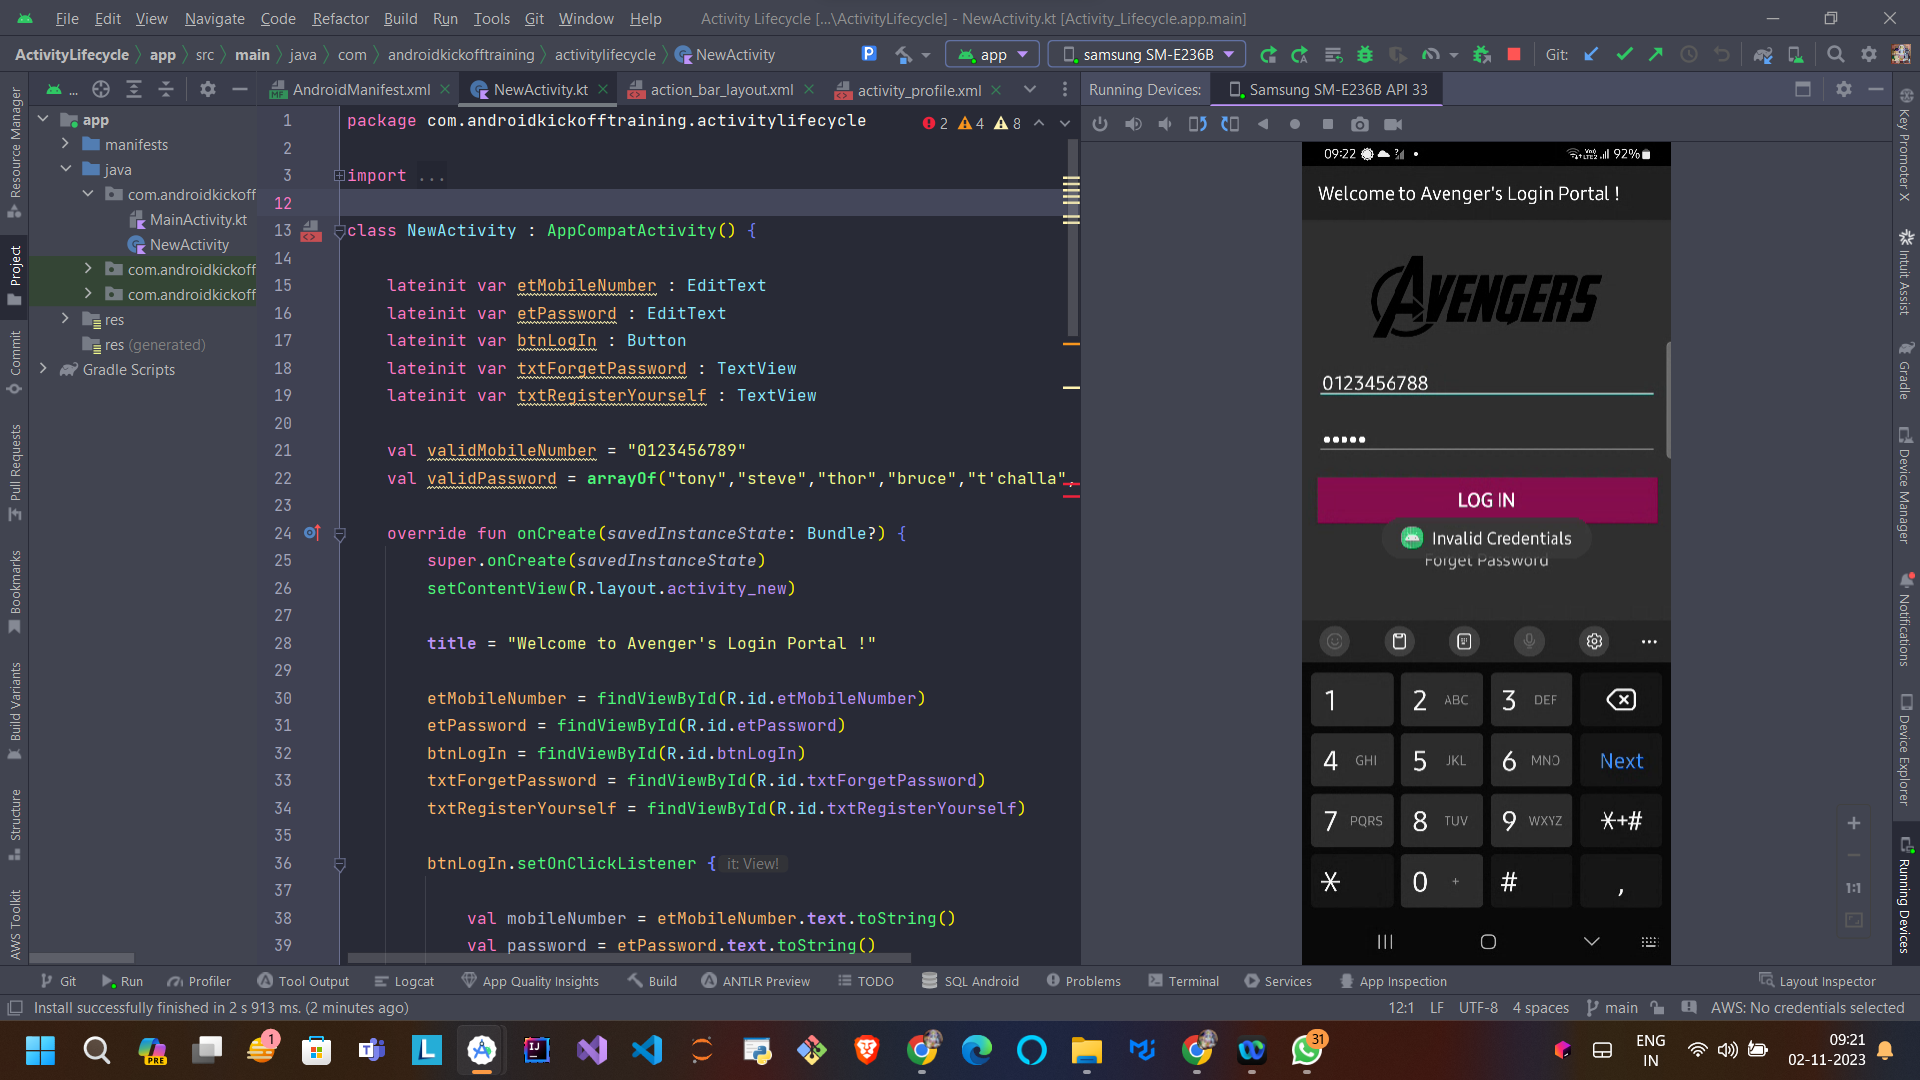 File Edit View Navigate Code Refactor Build Run Tools Git Window Help Activity Lifecycle [...\ActivityLifecycle] - NewActivity.kt [Activity_Lifecycle.app.main]
ActivityLifecycle app src main java com androidkickofftraining activitylifecycle NewActivity app samsung SM-E236B Git:
... AndroidManifest.xml NewActivity.kt action_bar_layout.xml activity_profile.xml Running Devices: Samsung SM-E236B API 33
Resource Manager
Project
Commit
Pull Requests
Bookmarks
Build Variants
Structure
AWS Toolkit
app
manifests
java
com.androidkickoff
MainActivity.kt
NewActivity
com.androidkickoff
com.androidkickoff
res
res (generated)
Gradle Scripts
2 4 8
1 package com.androidkickofftraining.activitylifecycle
2
3 import ...
12
13 class NewActivity : AppCompatActivity() {
14
15 lateinit var etMobileNumber : EditText
16 lateinit var etPassword : EditText
17 lateinit var btnLogIn : Button
18 lateinit var txtForgetPassword : TextView
19 lateinit var txtRegisterYourself : TextView
20
21 val validMobileNumber = "0123456789"
22 val validPassword = arrayOf("tony","steve","thor","bruce","t'challa",
23
24 override fun onCreate(savedInstanceState: Bundle?) {
25 super.onCreate(savedInstanceState)
26 setContentView(R.layout.activity_new)
27
28 title = "Welcome to Avenger's Login Portal !"
29
30 etMobileNumber = findViewById(R.id.etMobileNumber)
31 etPassword = findViewById(R.id.etPassword)
32 btnLogIn = findViewById(R.id.btnLogIn)
33 txtForgetPassword = findViewById(R.id.txtForgetPassword)
34 txtRegisterYourself = findViewById(R.id.txtRegisterYourself)
35
36 btnLogIn.setOnClickListener { it: View!
37
38 val mobileNumber = etMobileNumber.text.toString()
39 val password = etPassword.text.toString()
09:22 92%
Welcome to Avenger's Login Portal !
AVENGERS
0123456788
•••••
LOG IN
Invalid Credentials
Forget Password
1 2 ABC 3 DEF
4 GHI 5 JKL 6 MNO Next
7 PQRS 8 TUV 9 WXYZ *+#
* 0 + # ,
1:1
Key Promoter X
Intuit Assist
Gradle
Device Manager
Notifications
Device Explorer
Running Devices
Git Run Profiler Tool Output Logcat App Quality Insights Build ANTLR Preview TODO SQL Android Problems Terminal Services App Inspection Layout Inspector
Install successfully finished in 2 s 913 ms. (2 minutes ago) 12:1 LF UTF-8 4 spaces main AWS: No credentials selected
PRE
1
L
31
ENG
IN
09:21
02-11-2023